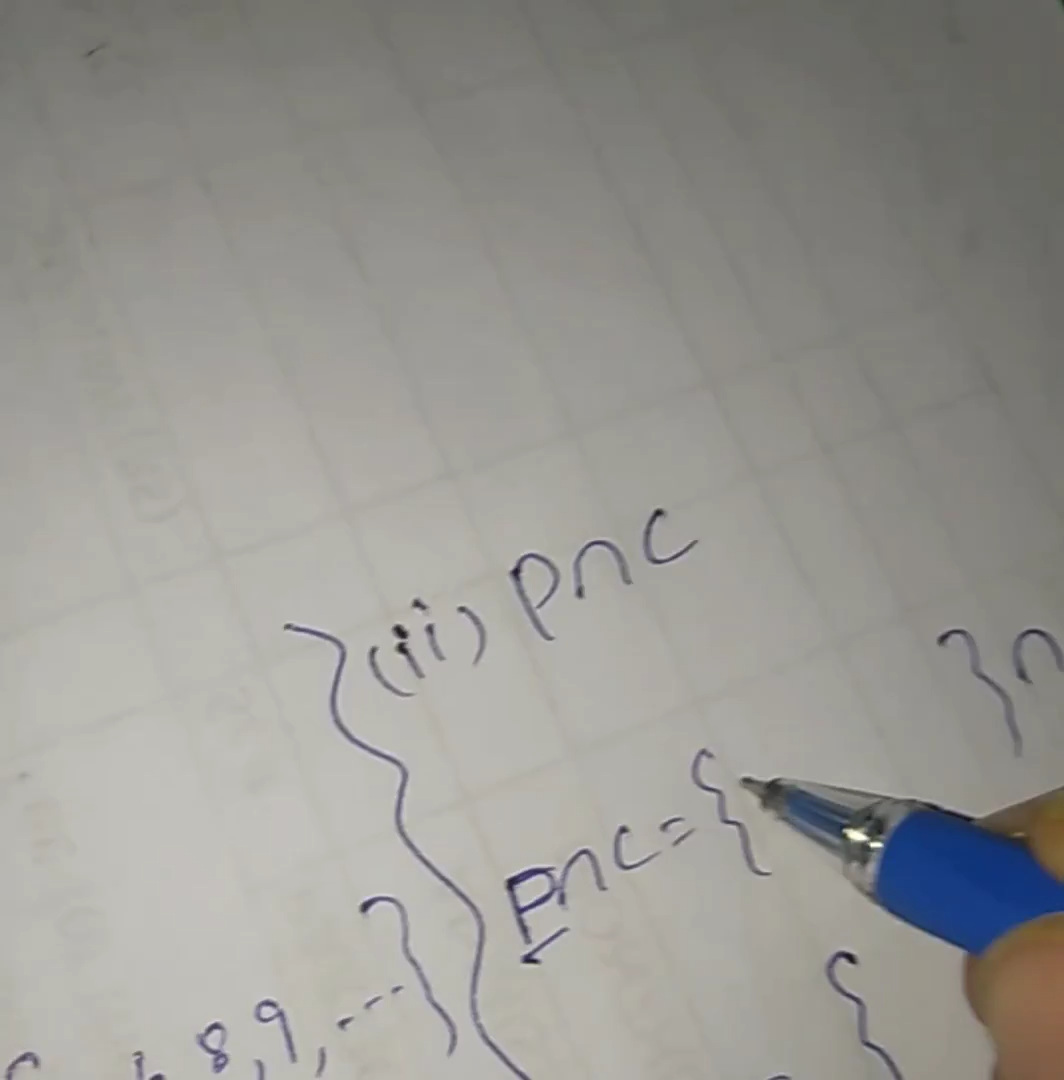 (ii) P∩C
} ∩
P∩C = {
{
8, 9, ... }